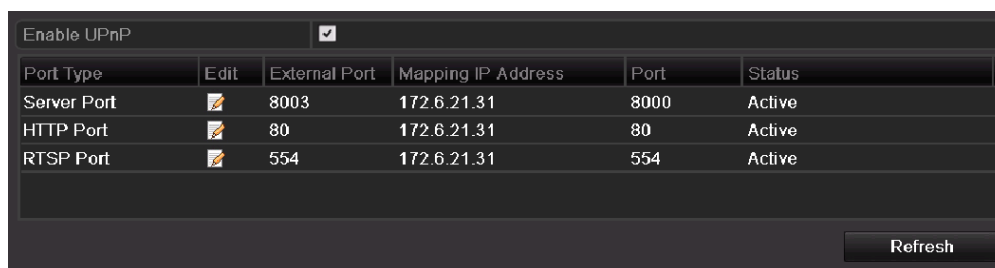 Enable UPnP
Port Type Edit External Port Mapping IP Address Port Status
Server Port 8003 172.6.21.31 8000 Active
HTTP Port 80 172.6.21.31 80 Active
RTSP Port 554 172.6.21.31 554 Active
Refresh